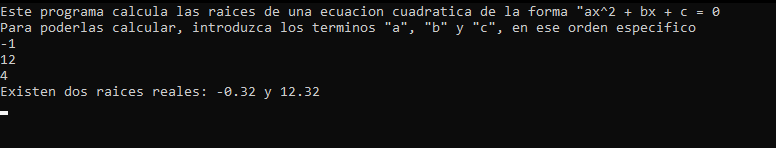 Este programa calcula las raices de una ecuacion cuadratica de la forma "ax^2 + bx + c = 0
Para poderlas calcular, introduzca los terminos "a", "b" y "c", en ese orden especifico
-1
12
4
Existen dos raices reales: -0.32 y 12.32